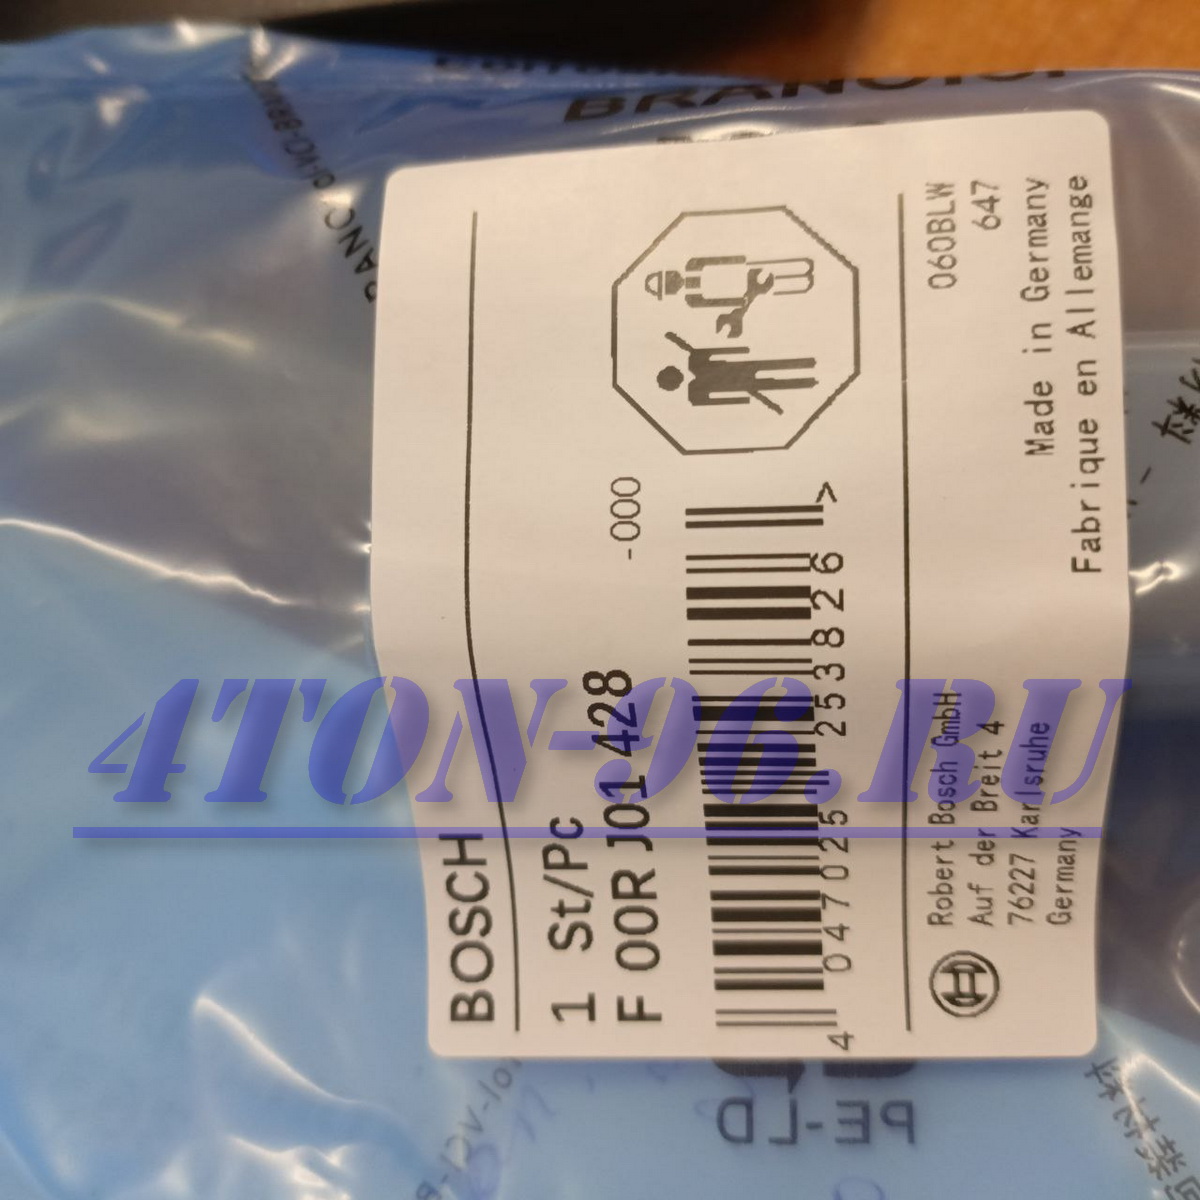 BOSCH
1 St/Pc
F 00R J01 428
-000
4 047025 253826 >
060BLW
647
Made in Germany
Fabrique en Allemange
Robert Bosch GmbH
Auf der Breit 4
76227 Karlsruhe
Germany
4TON-96.RU
PE-LD